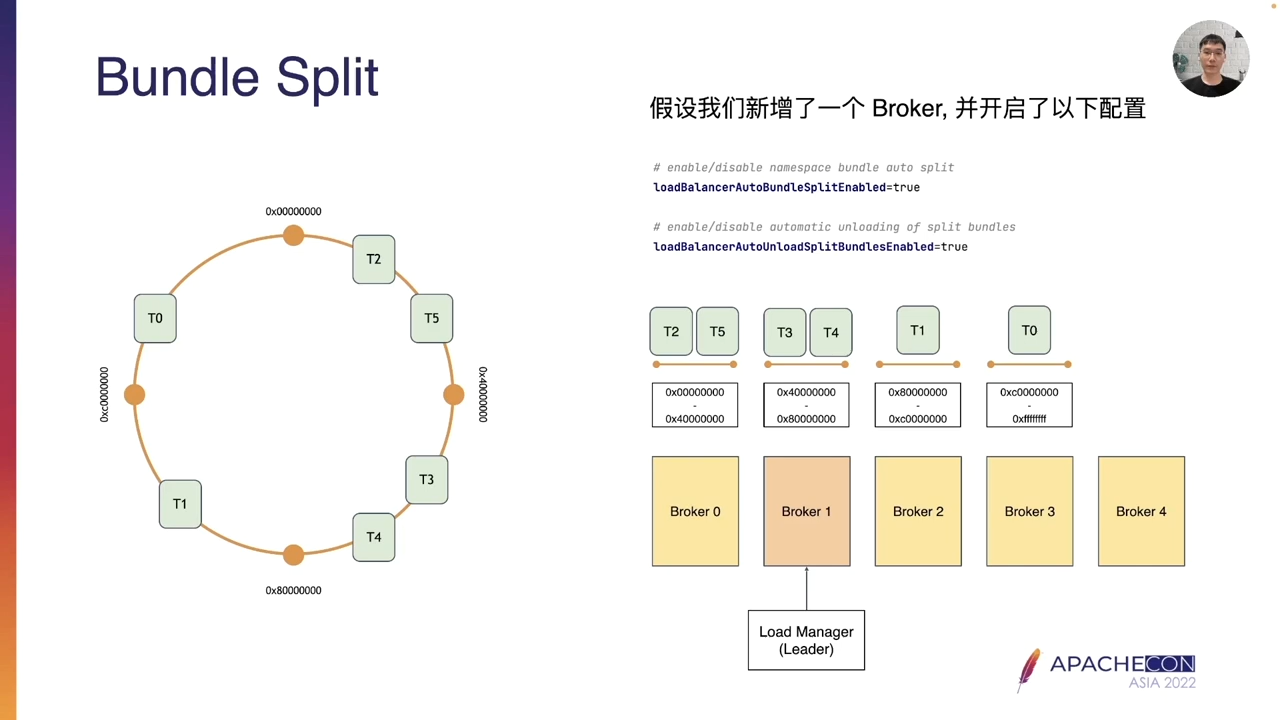 Bundle Split
假设我们新增了一个 Broker, 并开启了以下配置
# enable/disable namespace bundle auto split
loadBalancerAutoBundleSplitEnabled=true
# enable/disable automatic unloading of split bundles
loadBalancerAutoUnloadSplitBundlesEnabled=true
0x00000000
T2
T0
T5
0xc0000000
0x40000000
T3
T1
T4
0x80000000
T2 T5 T3 T4 T1 T0
0x00000000
-
0x40000000
0x40000000
-
0x80000000
0x80000000
-
0xc0000000
0xc0000000
-
0xffffffff
Broker 0 Broker 1 Broker 2 Broker 3 Broker 4
Load Manager
(Leader)
APACHECON
ASIA 2022